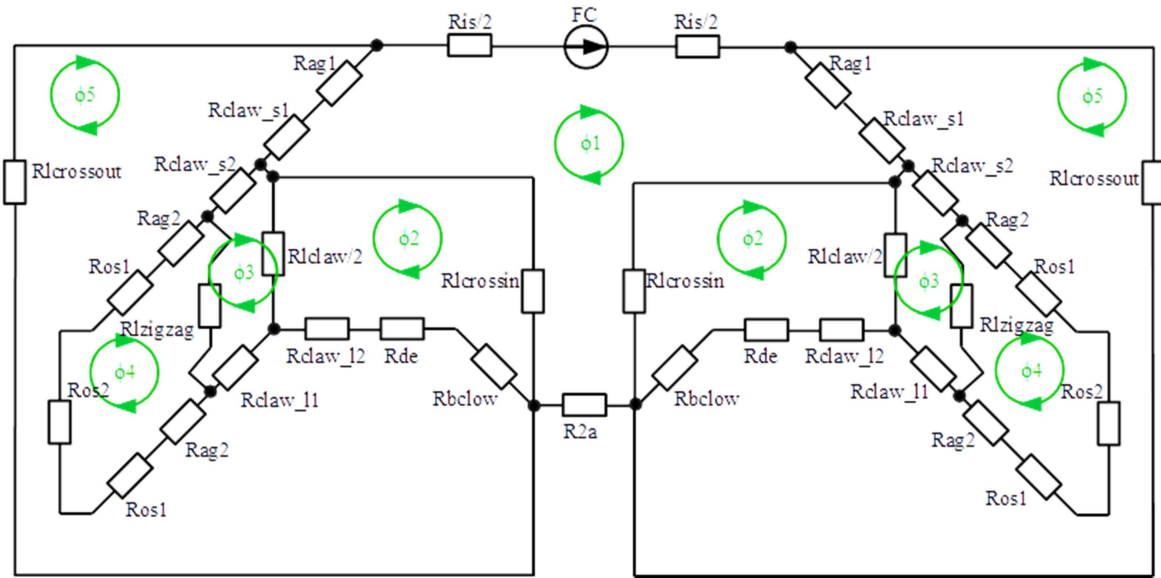 Ris/2 FC Ris/2
Rag1 Rag1
ϕ5 ϕ5
Rclaw_s1 Rclaw_s1
ϕ1
Rlcrossout Rclaw_s2 Rclaw_s2 Rlcrossout
Rag2 Rag2
ϕ2 ϕ2
Ros1 ϕ3 Rlclaw/2 Rlclaw/2 ϕ3 Ros1
Rlcrossin Rlcrossin
Rlzigzag Rlzigzag
Rclaw_l2 Rde Rde Rclaw_l2
ϕ4 ϕ4
Ros2 Rclaw_l1 Rbclow Rbclow Rclaw_l1 Ros2
R2a
Rag2 Rag2
Ros1 Ros1